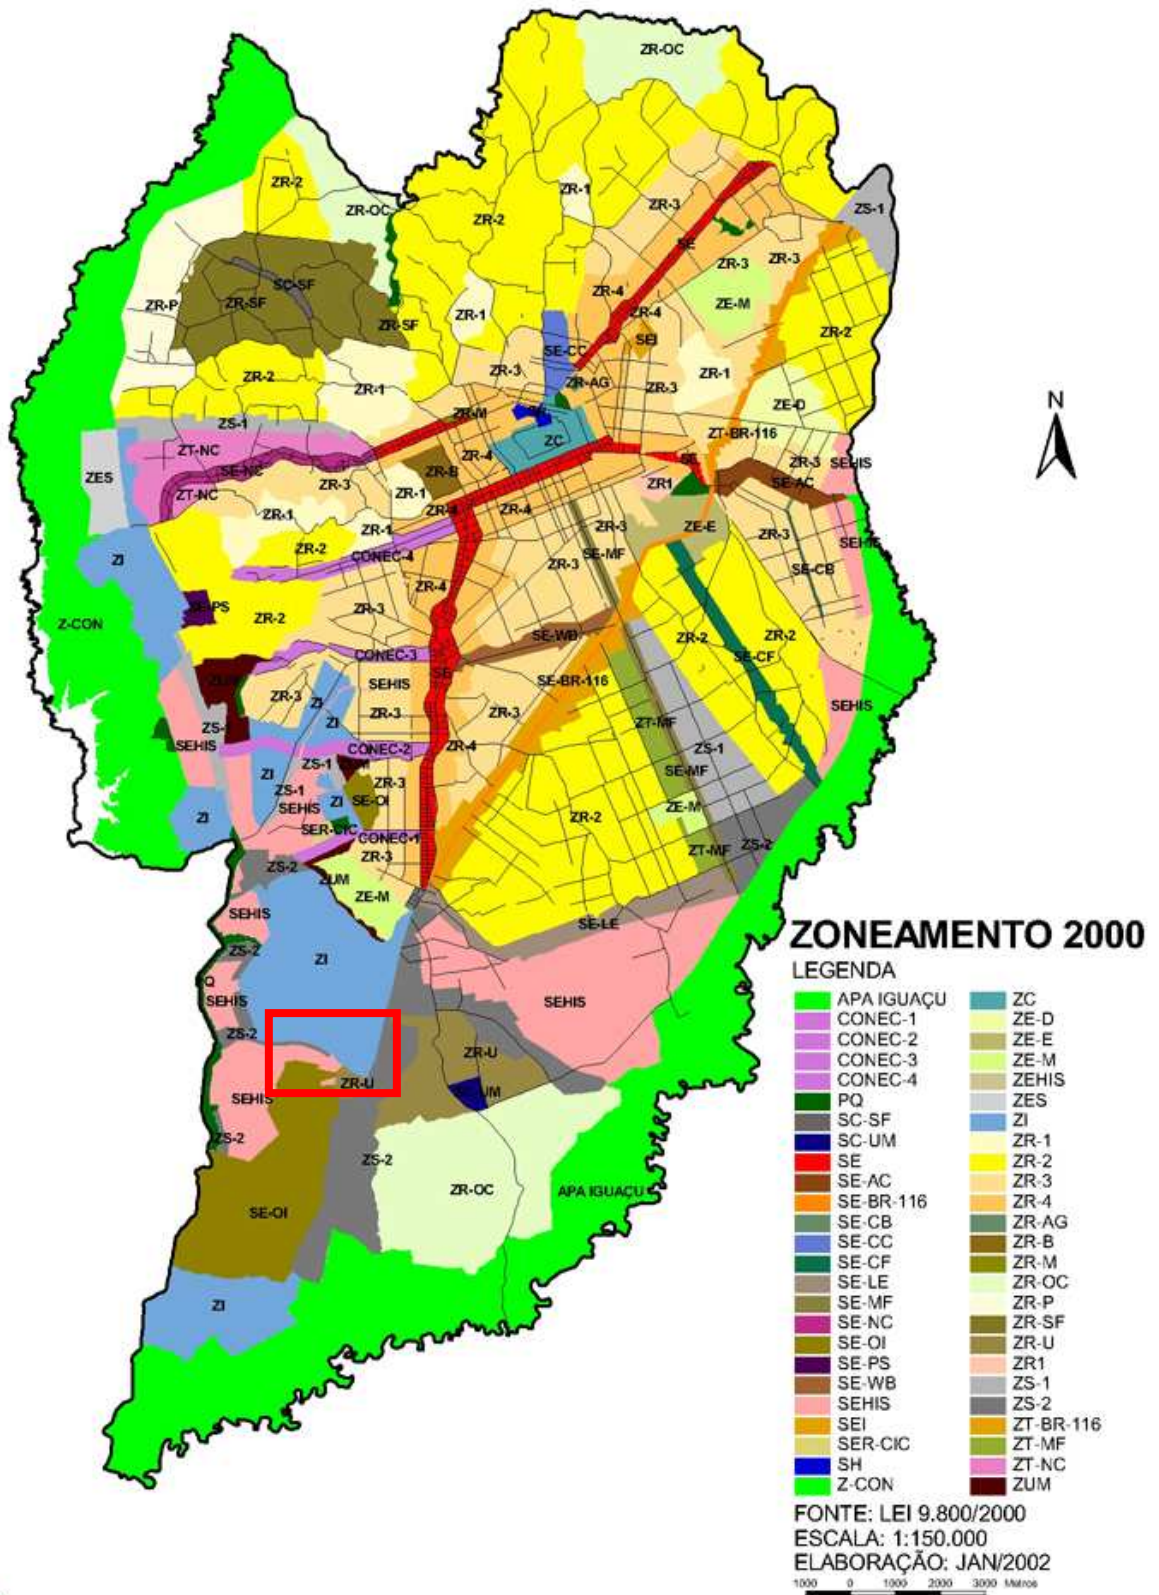 ZR-OC
ZR-2
ZR-1
ZR-OC
ZR-3
ZS-1
ZR-2
SE
ZR-3
ZR-3
SC-SF
ZR-P
ZR-SF
ZR-4
ZE-M
ZR-1
ZR-4
ZR-SF
ZR-2
SEI
SE-CC
ZR-3
ZR-1
ZR-2
ZR-AG
ZR-3
ZR-1
ZE-D
ZR-M
ZS-1
ZT-BR-116
ZC
ZT-NC
ZR-4
SE
ZR-3
SEHIS
SE-NC
ZR-B
ZES
ZR-3
ZR1
SE-AC
ZT-NC
ZR-1
ZR-4
ZR-4
ZR-1
ZR-1
ZR-3
ZE-E
ZR-3
SEHIS
ZR-2
CONEC-4
SE-MF
ZI
ZR-3
SE-CB
ZR-4
ZR-3
ZR-2
Z-CON
SE-WB
ZR-2
ZR-2
CONEC-3
SE-CF
SE
SE-BR-116
SEHIS
ZR-3
ZI
SEHIS
ZR-3
ZR-3
ZI
ZT-MF
SEHIS
ZR-4
ZS-1
CONEC-2
ZS-1
SE-MF
ZI
ZR-3
ZS-1
SE-OI
ZI
SEHIS
ZE-M
ZI
ZR-2
SER-CIC
CONEC-1
ZT-MF
ZS-2
ZR-3
ZS-2
ZUM
ZE-M
SEHIS
SE-LE
ZS-2
ZI
SEHIS
SEHIS
ZS-2
ZR-U
ZR-U
SEHIS
ZS-2
ZS-2
ZR-OC
APA IGUAÇU
SE-OI
ZI
N
ZONEAMENTO 2000
LEGENDA
APA IGUAÇU
CONEC-1
CONEC-2
CONEC-3
CONEC-4
PQ
SC-SF
SC-UM
SE
SE-AC
SE-BR-116
SE-CB
SE-CC
SE-CF
SE-LE
SE-MF
SE-NC
SE-OI
SE-PS
SE-WB
SEHIS
SEI
SER-CIC
SH
Z-CON
ZC
ZE-D
ZE-E
ZE-M
ZEHIS
ZES
ZI
ZR-1
ZR-2
ZR-3
ZR-4
ZR-AG
ZR-B
ZR-M
ZR-OC
ZR-P
ZR-SF
ZR-U
ZR1
ZS-1
ZS-2
ZT-BR-116
ZT-MF
ZT-NC
ZUM
FONTE: LEI 9.800/2000
ESCALA: 1:150.000
ELABORAÇÃO: JAN/2002
1000 0 1000 2000 3000 Metros